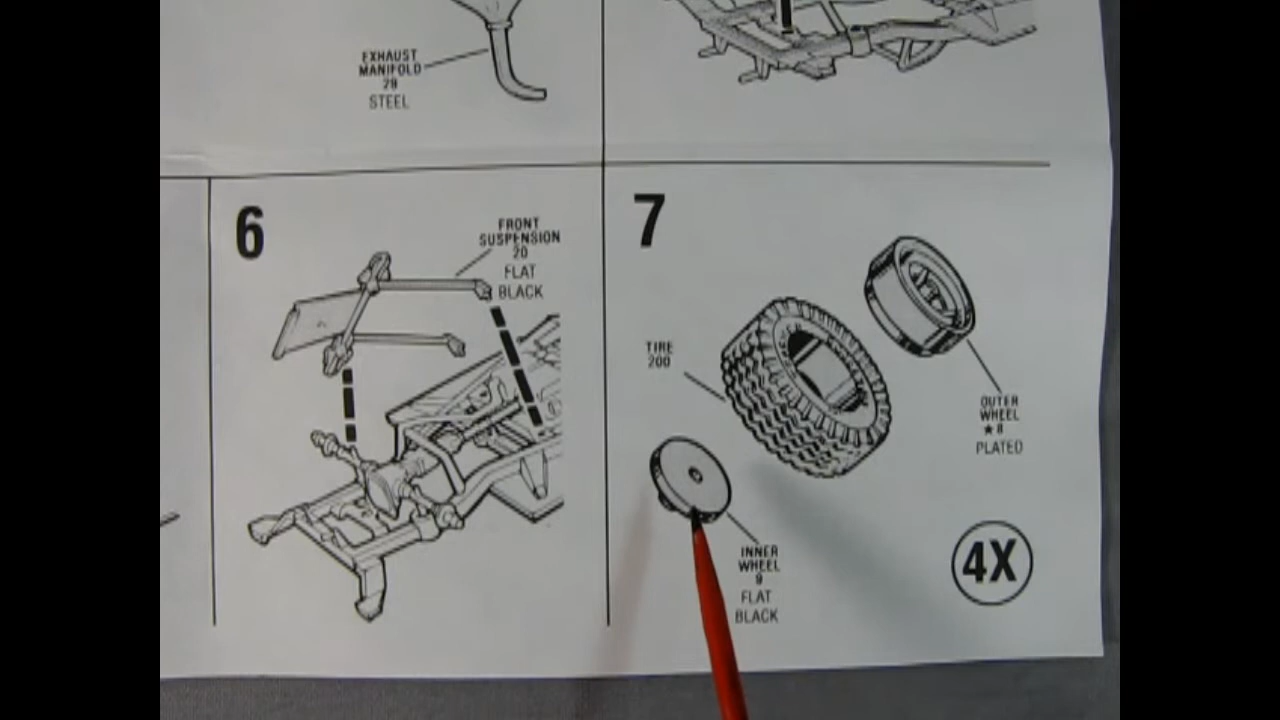 EXHAUST
MANIFOLD
29
STEEL
6
FRONT
SUSPENSION
20
FLAT
BLACK
7
TIRE
200
OUTER
WHEEL
★8
PLATED
INNER
WHEEL
9
FLAT
BLACK
4X